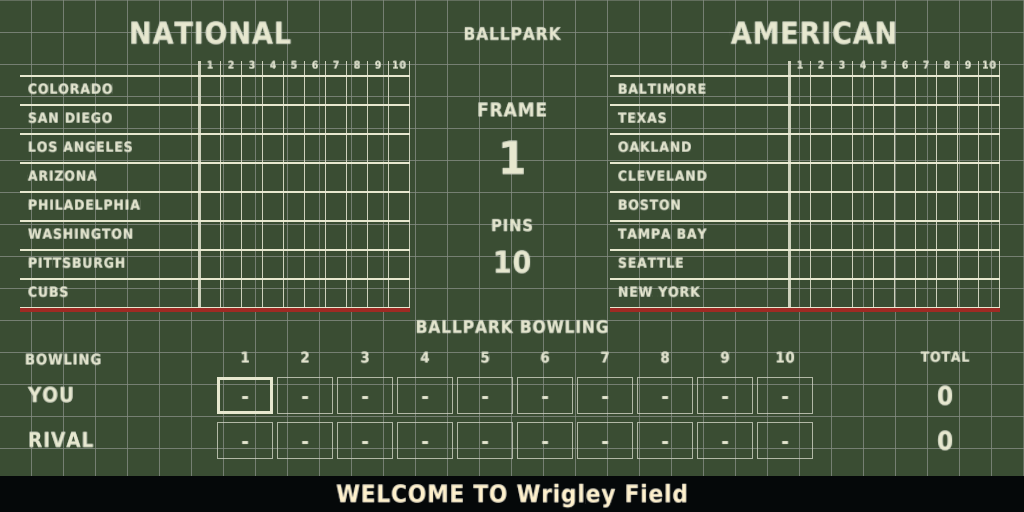 NATIONAL
BALLPARK
AMERICAN
1 2 3 4 5 6 7 8 9 10
1 2 3 4 5 6 7 8 9 10
COLORADO
SAN DIEGO
LOS ANGELES
ARIZONA
PHILADELPHIA
WASHINGTON
PITTSBURGH
CUBS
FRAME
1
PINS
10
BALTIMORE
TEXAS
OAKLAND
CLEVELAND
BOSTON
TAMPA BAY
SEATTLE
NEW YORK
BALLPARK BOWLING
BOWLING 1 2 3 4 5 6 7 8 9 10 TOTAL
YOU - - - - - - - - - - 0
RIVAL - - - - - - - - - - 0
WELCOME TO Wrigley Field